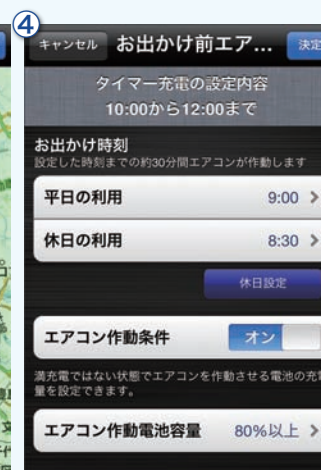 ④
キャンセル お出かけ前エア... 決定
タイマー充電の設定内容
10:00から12:00まで
お出かけ時刻
設定した時刻までの約30分間エアコンが作動します
平日の利用 9:00
休日の利用 8:30
休日設定
エアコン作動条件 オン
満充電ではない状態でエアコンを作動させる電池の充電
量を設定できます。
エアコン作動電池容量 80%以上